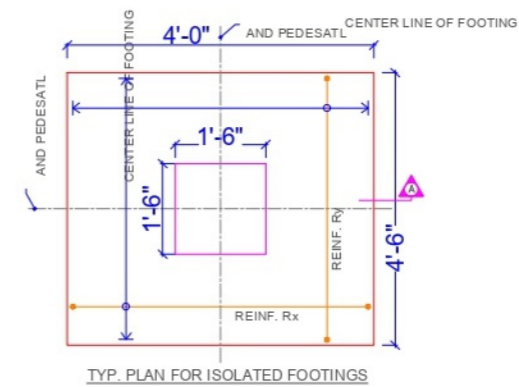 CENTER LINE OF FOOTING
AND PEDESATL
4'-0"
CENTER LINE OF FOOTING
AND PEDESATL
1'-6"
1'-6"
A
REINF. Ry
4'-6"
REINF. Rx
TYP. PLAN FOR ISOLATED FOOTINGS